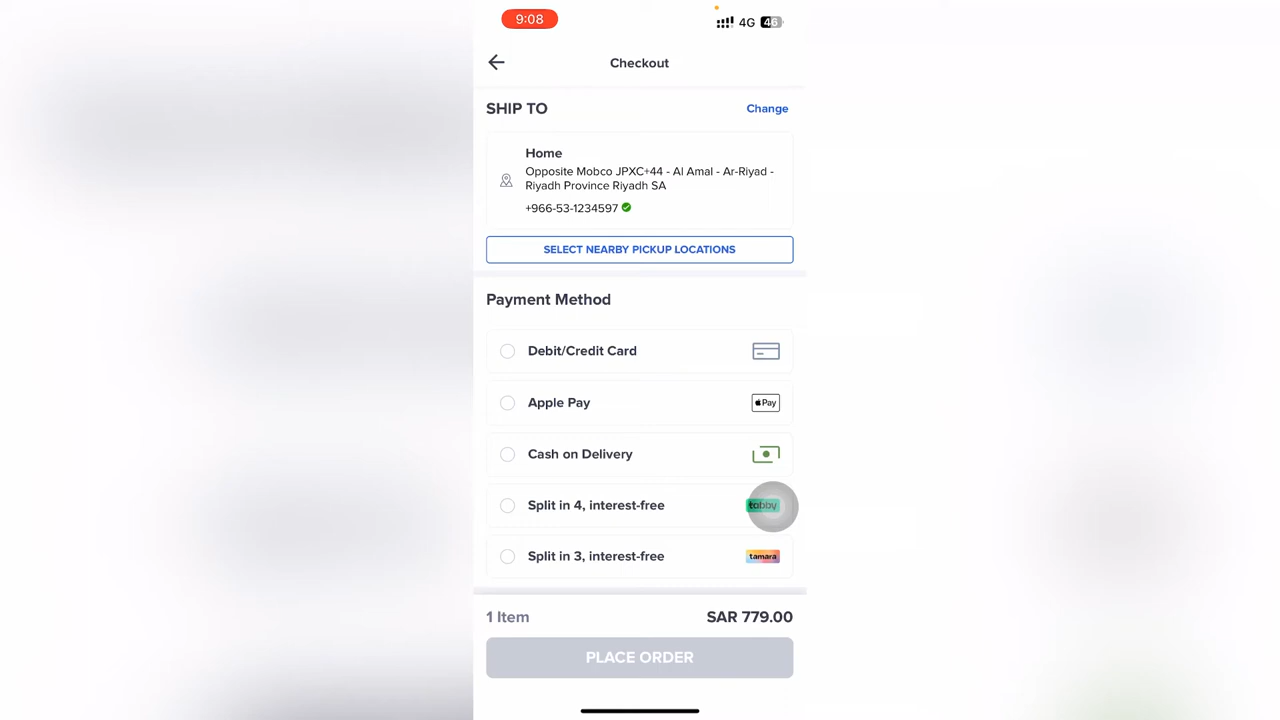 9:08
4G 46
Checkout
SHIP TO
Change
Home
Opposite Mobco JPXC+44 - Al Amal - Ar-Riyad -
Riyadh Province Riyadh SA
+966-53-1234597
SELECT NEARBY PICKUP LOCATIONS
Payment Method
Debit/Credit Card
Apple Pay
Pay
Cash on Delivery
Split in 4, interest-free
tabby
Split in 3, interest-free
tamara
1 Item
SAR 779.00
PLACE ORDER